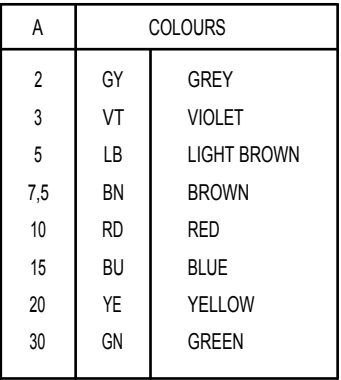 A COLOURS
2 GY GREY
3 VT VIOLET
5 LB LIGHT BROWN
7,5 BN BROWN
10 RD RED
15 BU BLUE
20 YE YELLOW
30 GN GREEN